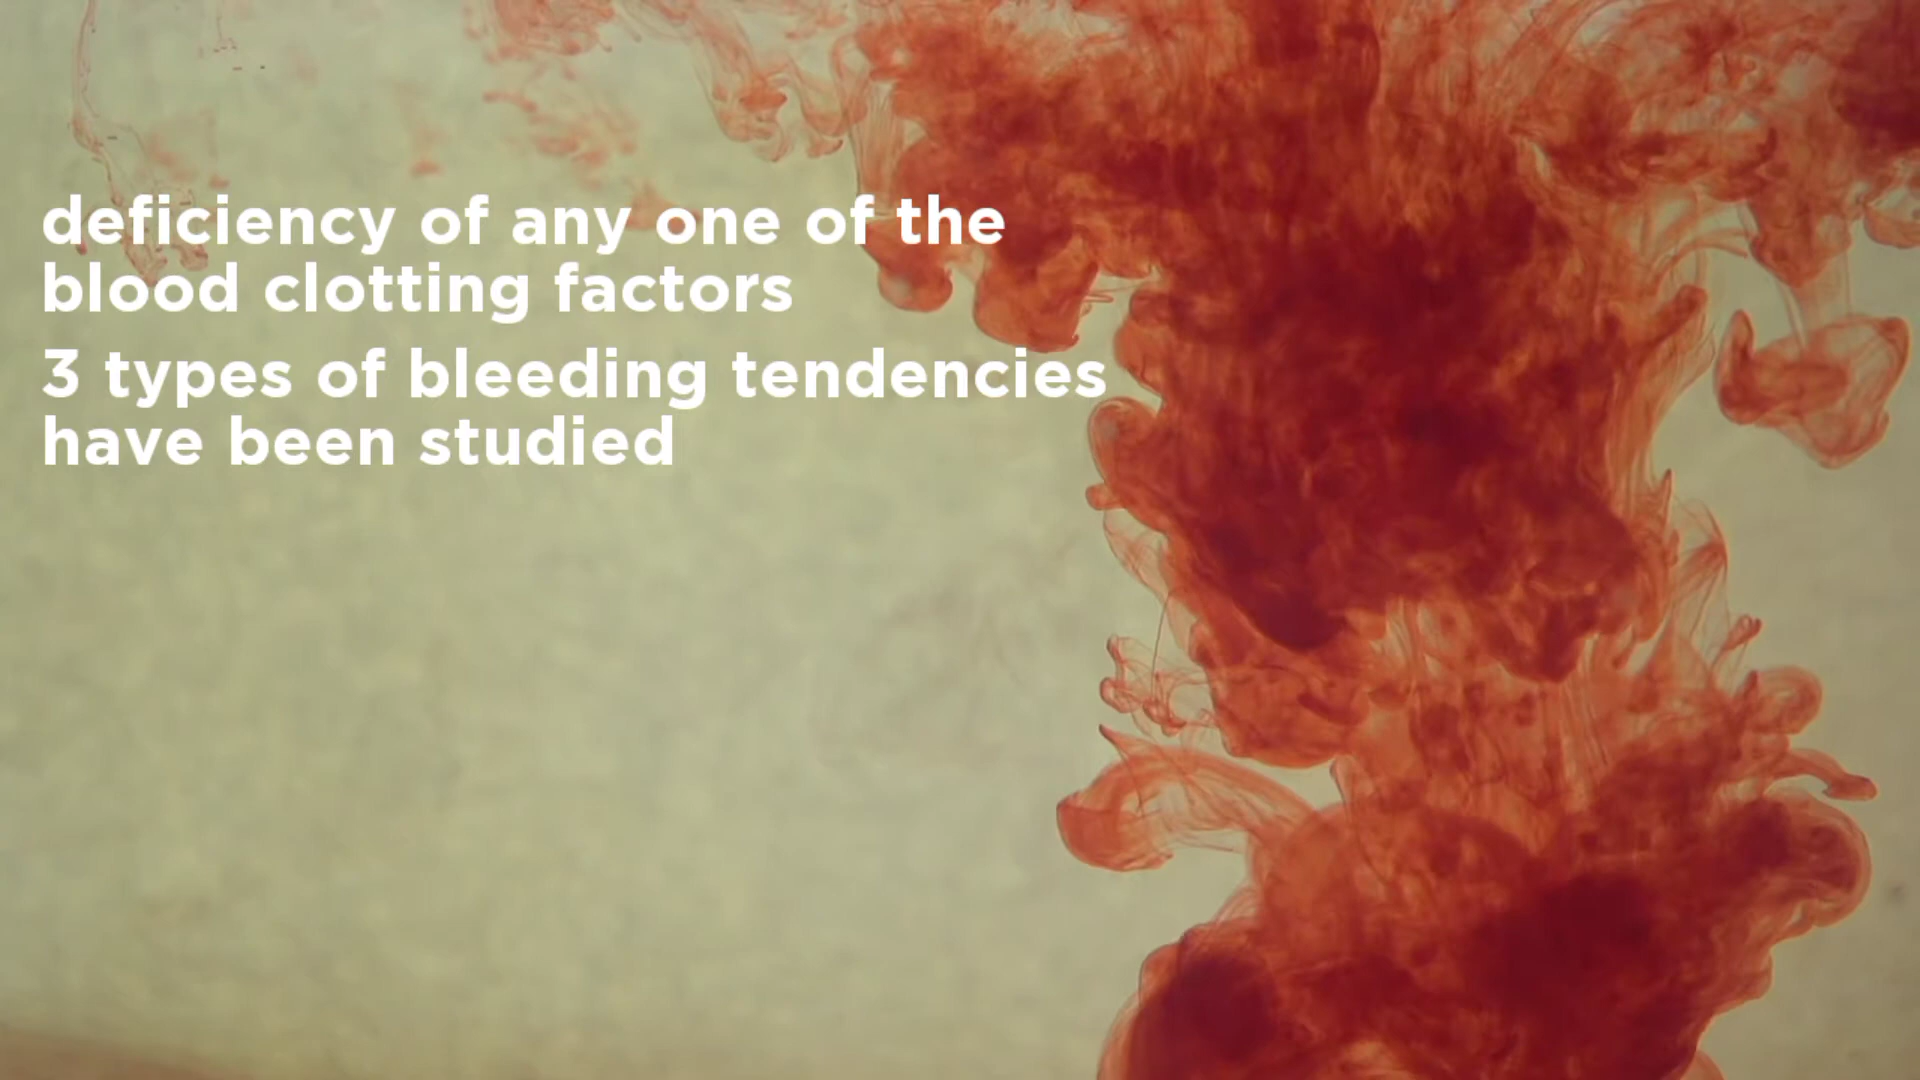 deficiency of any one of the
blood clotting factors
3 types of bleeding tendencies
have been studied